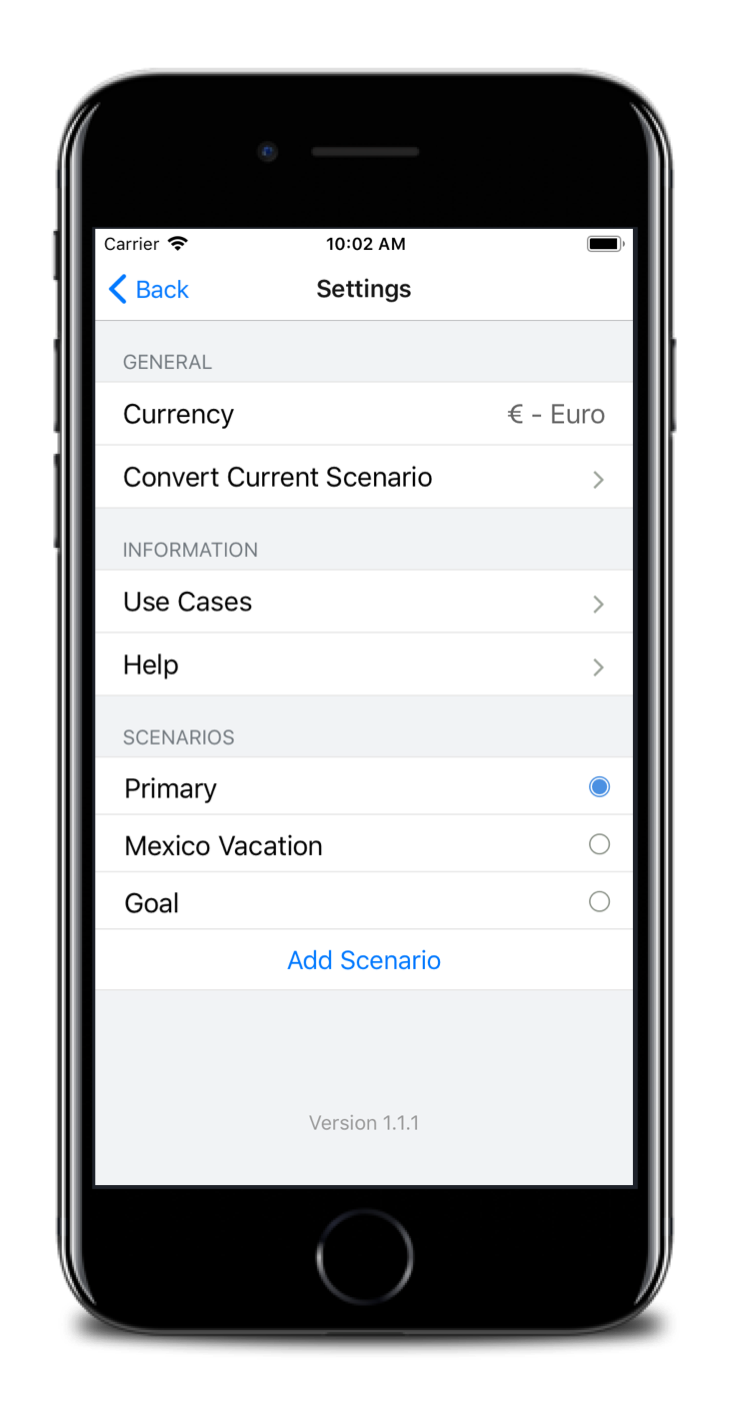 Carrier 10:02 AM
Back Settings
GENERAL
Currency € - Euro
Convert Current Scenario
INFORMATION
Use Cases
Help
SCENARIOS
Primary
Mexico Vacation
Goal
Add Scenario
Version 1.1.1